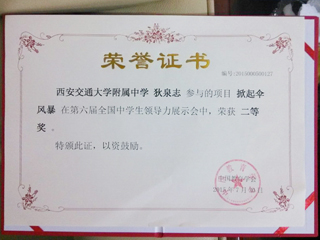 荣誉证书
西安交通大学附属中学 狄泉志 参与的项目 掀起伞
风暴 在第六届全国中学生领导力展示会中，荣获 二等
奖 。
特颁此证，以资鼓励。